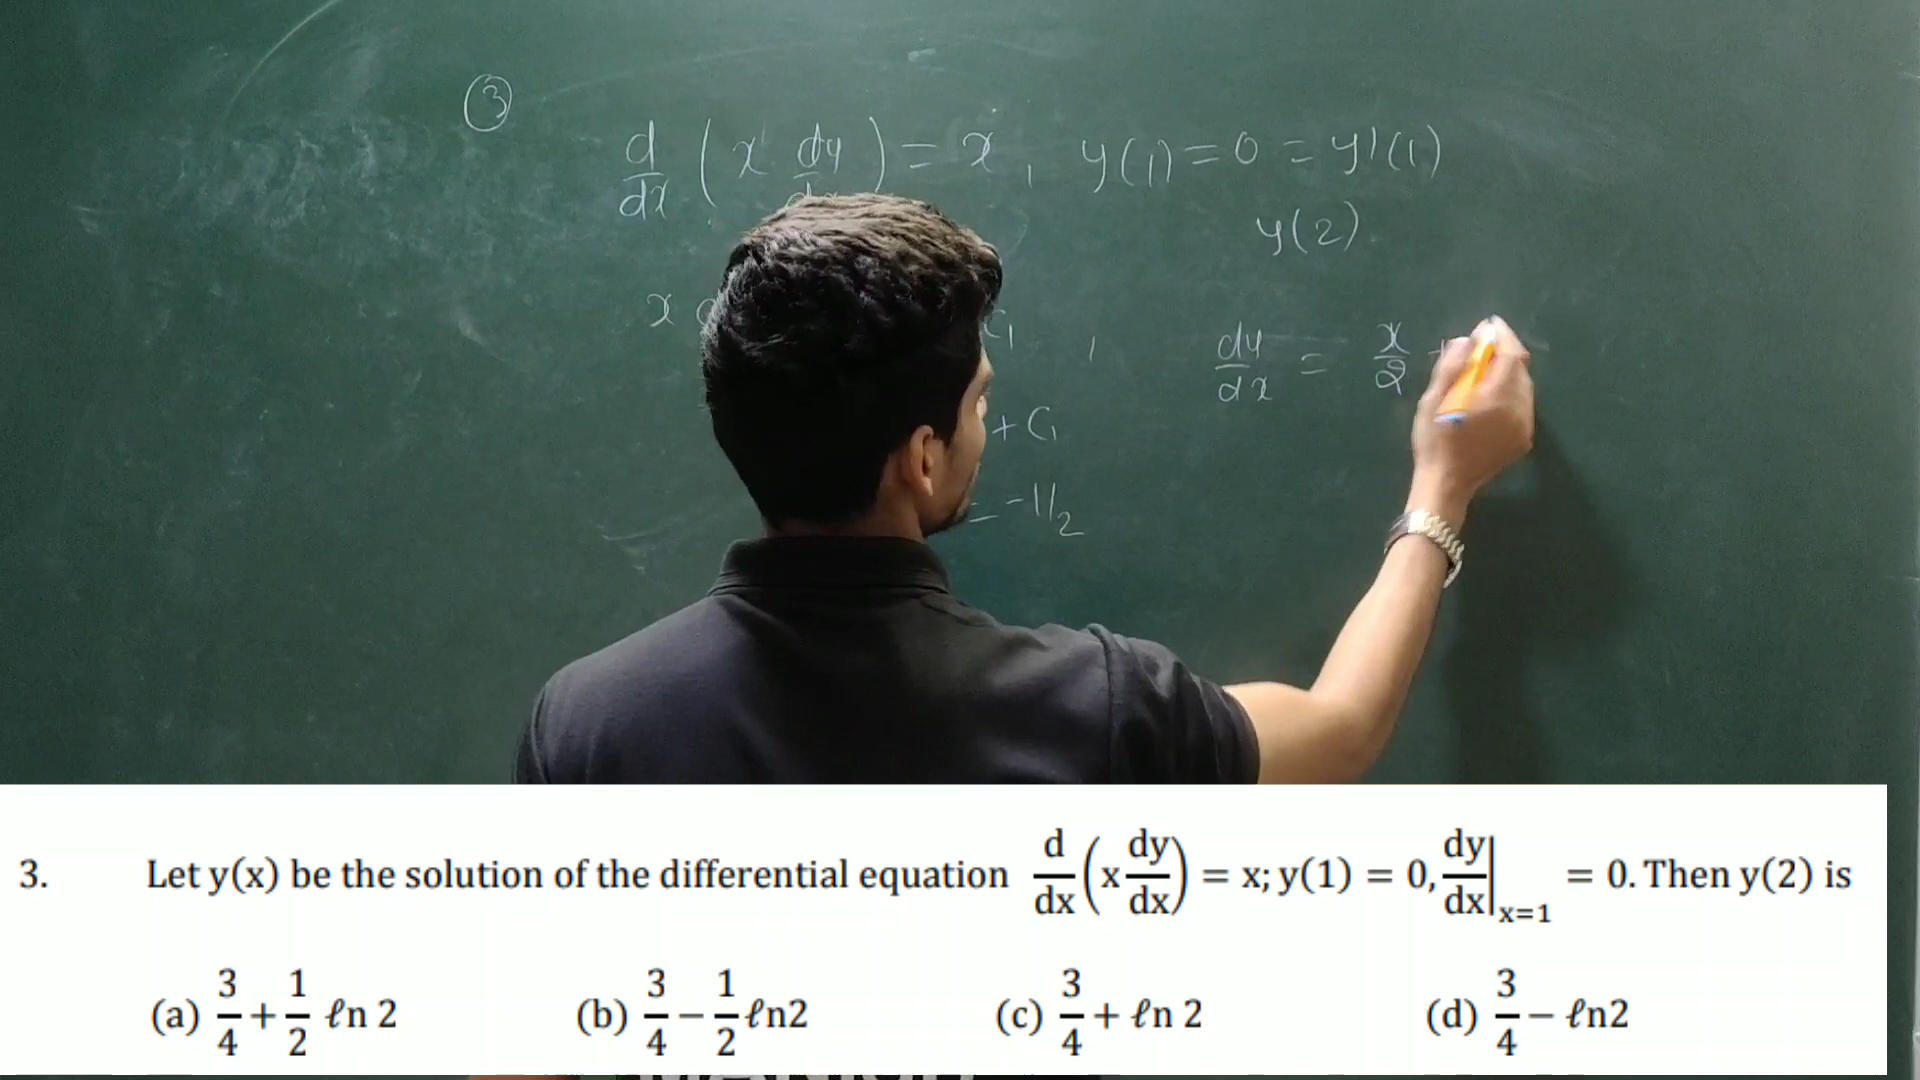 ③
d/dx ( x dy/dx ) = x , y(1) = 0 = y'(1)
y(2)
x C₁ , dy/dx = x/2 +
+ C₁
= -1/2
3. Let y(x) be the solution of the differential equation d/dx (x dy/dx) = x; y(1) = 0, dy/dx|ₓ₌₁ = 0. Then y(2) is
(a) 3/4 + 1/2 ℓn 2 (b) 3/4 − 1/2 ℓn2 (c) 3/4 + ℓn 2 (d) 3/4 − ℓn2